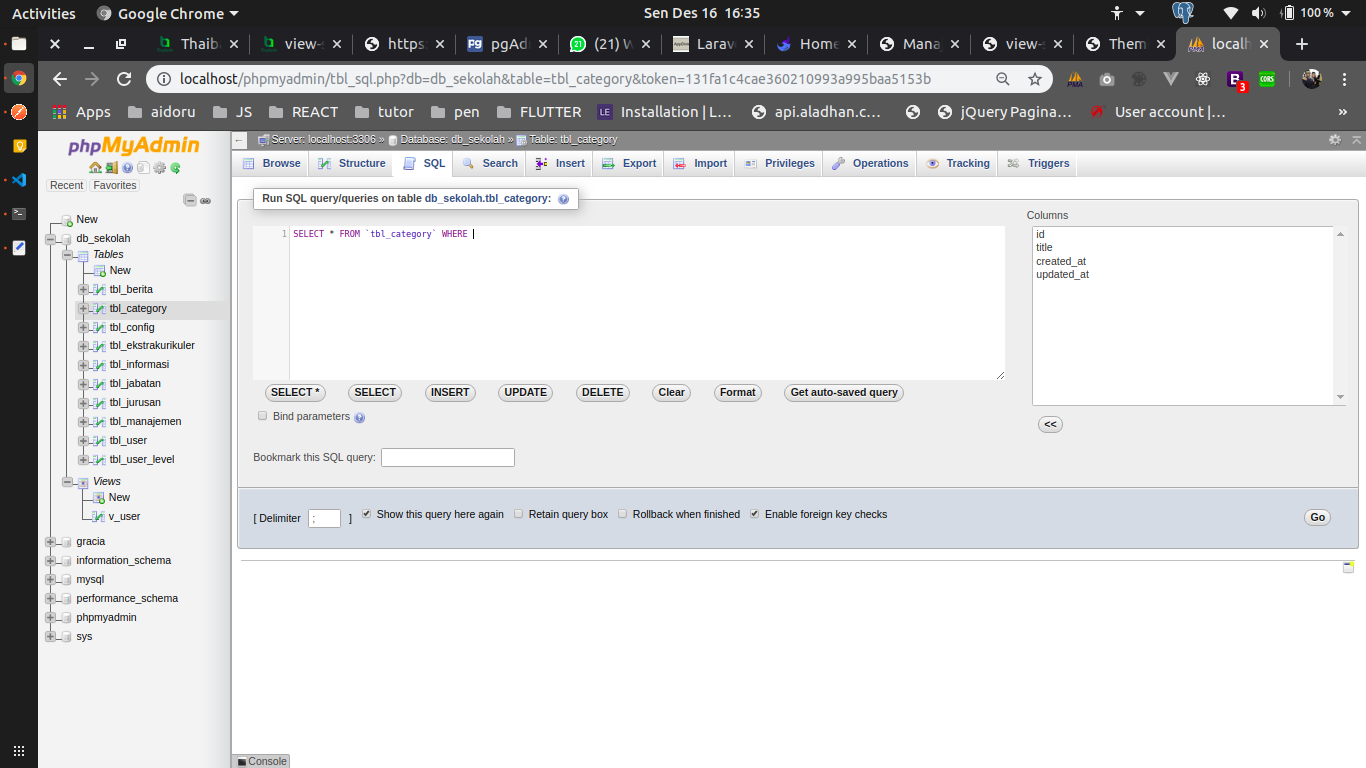 Activities Google Chrome Sen Des 16 16:35 100 %
Thaiba view-s https: pgAd (21) W Larav Home Manaj view-s Them localh
localhost/phpmyadmin/tbl_sql.php?db=db_sekolah&table=tbl_category&token=131fa1c4cae360210993a995baa5153b
Apps aidoru JS REACT tutor pen FLUTTER Installation | L... api.aladhan.c... jQuery Pagina... User account |... »
phpMyAdmin
Recent Favorites
New
db_sekolah
Tables
New
tbl_berita
tbl_category
tbl_config
tbl_ekstrakurikuler
tbl_informasi
tbl_jabatan
tbl_jurusan
tbl_manajemen
tbl_user
tbl_user_level
Views
New
v_user
gracia
information_schema
mysql
performance_schema
phpmyadmin
sys
Server: localhost:3306 » Database: db_sekolah » Table: tbl_category
Browse Structure SQL Search Insert Export Import Privileges Operations Tracking Triggers
Run SQL query/queries on table db_sekolah.tbl_category:
1 SELECT * FROM `tbl_category` WHERE
Columns
id
title
created_at
updated_at
<<
SELECT * SELECT INSERT UPDATE DELETE Clear Format Get auto-saved query
Bind parameters
Bookmark this SQL query:
[ Delimiter ; ] Show this query here again Retain query box Rollback when finished Enable foreign key checks Go
Console